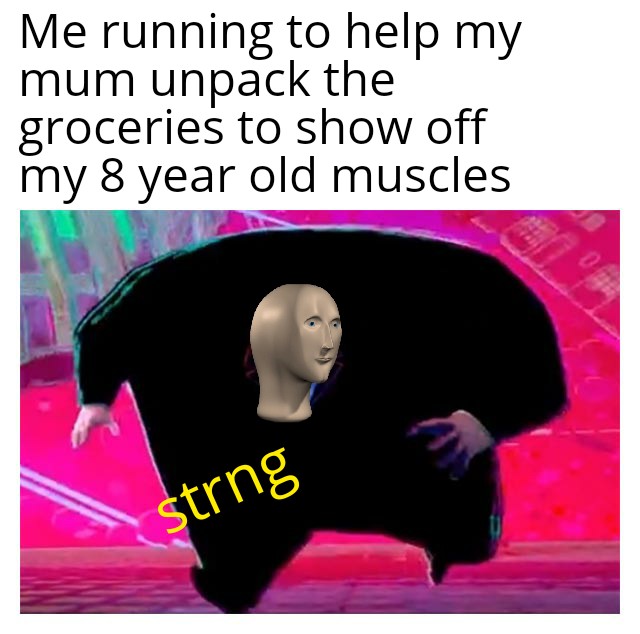 Me running to help my
mum unpack the
groceries to show off
my 8 year old muscles
strng